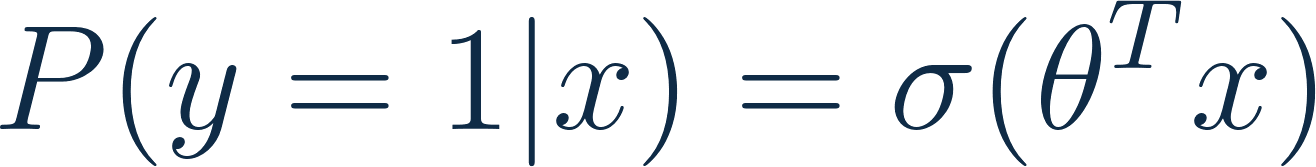 P(y = 1|x) = σ(θ^T x)